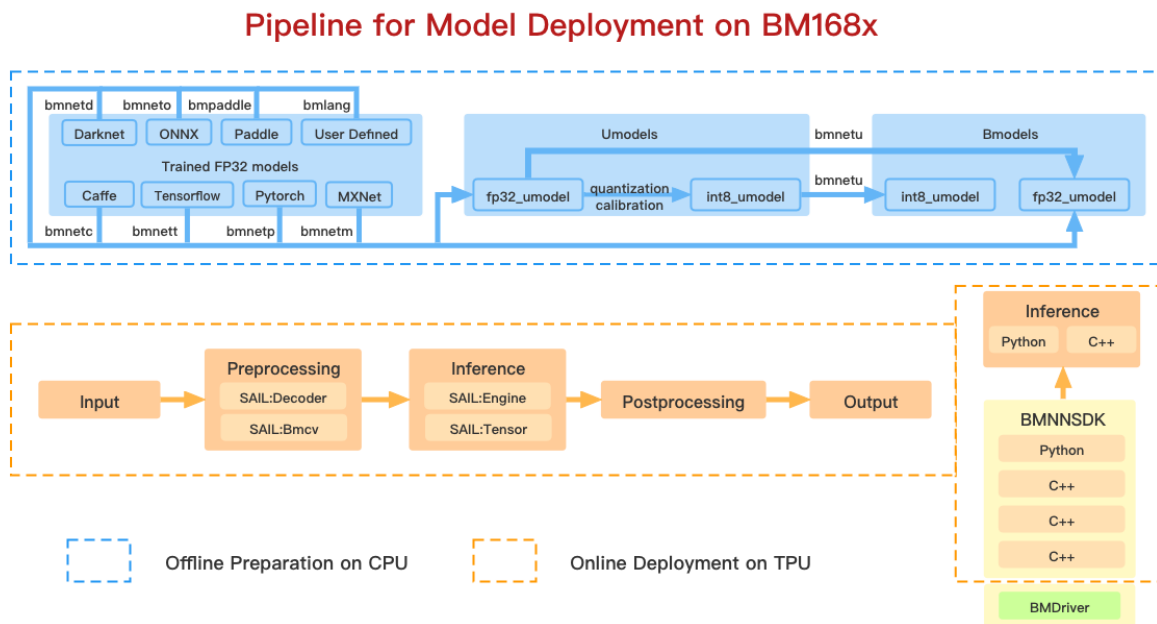 Pipeline for Model Deployment on BM168x
bmnetd
bmneto
bmpaddle
bmlang
Darknet
ONNX
Paddle
User Defined
Trained FP32 models
Caffe
Tensorflow
Pytorch
MXNet
bmnetc
bmnett
bmnetp
bmnetm
Umodels
fp32_umodel
quantization
calibration
int8_umodel
bmnetu
bmnetu
Bmodels
int8_umodel
fp32_umodel
Input
Preprocessing
SAIL:Decoder
SAIL:Bmcv
Inference
SAIL:Engine
SAIL:Tensor
Postprocessing
Output
Inference
Python
C++
BMNNSDK
Python
C++
C++
C++
BMDriver
Offline Preparation on CPU
Online Deployment on TPU